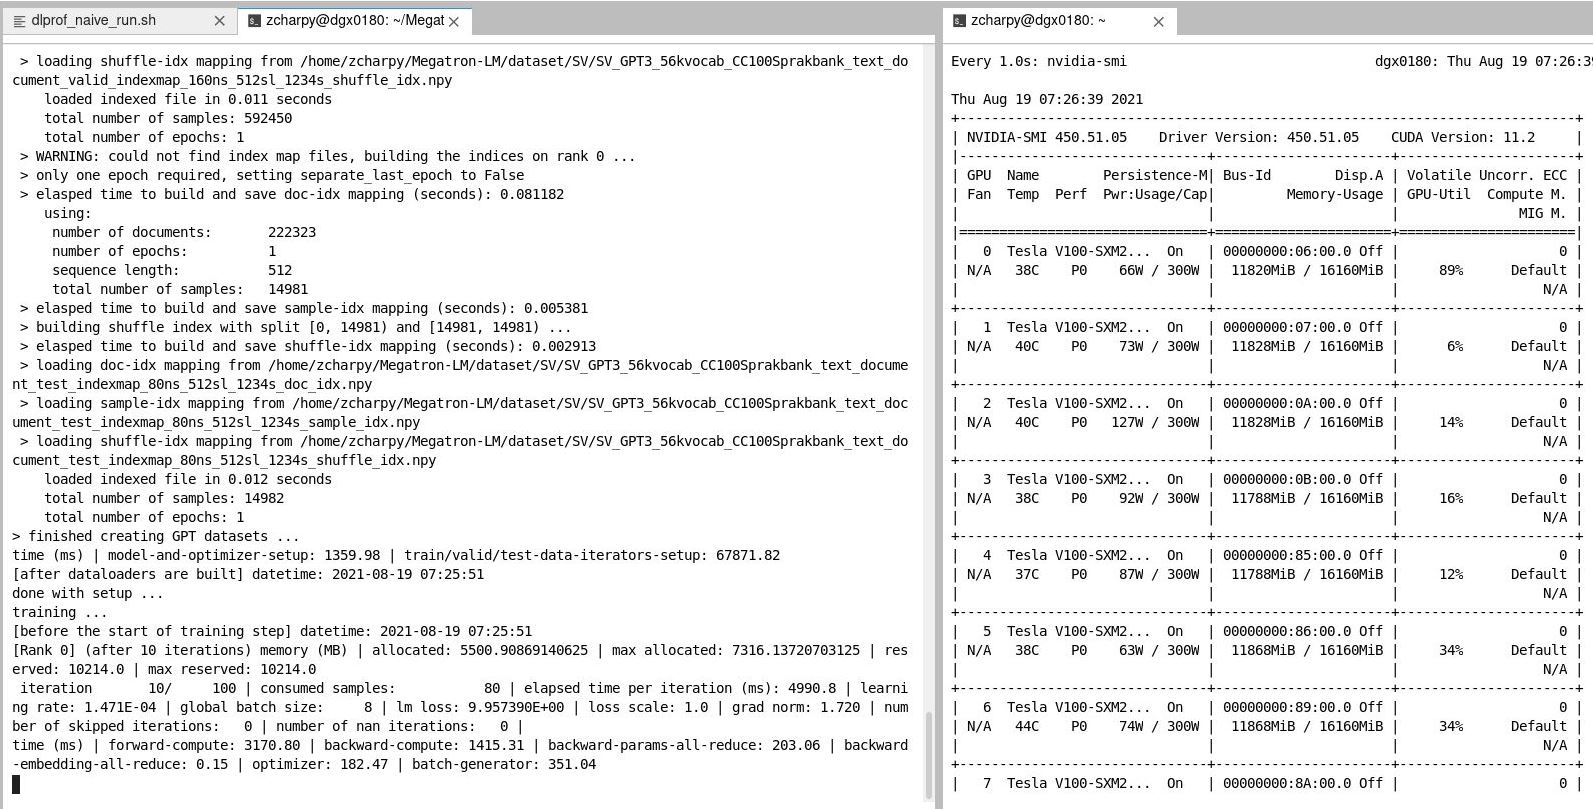 dlprof_naive_run.sh
zcharpy@dgx0180: ~/Megat
> loading shuffle-idx mapping from /home/zcharpy/Megatron-LM/dataset/SV/SV_GPT3_56kvocab_CC100Sprakbank_text_do
cument_valid_indexmap_160ns_512sl_1234s_shuffle_idx.npy
loaded indexed file in 0.011 seconds
total number of samples: 592450
total number of epochs: 1
> WARNING: could not find index map files, building the indices on rank 0 ...
> only one epoch required, setting separate_last_epoch to False
> elasped time to build and save doc-idx mapping (seconds): 0.081182
using:
number of documents: 222323
number of epochs: 1
sequence length: 512
total number of samples: 14981
> elasped time to build and save sample-idx mapping (seconds): 0.005381
> building shuffle index with split [0, 14981) and [14981, 14981) ...
> elasped time to build and save shuffle-idx mapping (seconds): 0.002913
> loading doc-idx mapping from /home/zcharpy/Megatron-LM/dataset/SV/SV_GPT3_56kvocab_CC100Sprakbank_text_docume
nt_test_indexmap_80ns_512sl_1234s_doc_idx.npy
> loading sample-idx mapping from /home/zcharpy/Megatron-LM/dataset/SV/SV_GPT3_56kvocab_CC100Sprakbank_text_doc
ument_test_indexmap_80ns_512sl_1234s_sample_idx.npy
> loading shuffle-idx mapping from /home/zcharpy/Megatron-LM/dataset/SV/SV_GPT3_56kvocab_CC100Sprakbank_text_do
cument_test_indexmap_80ns_512sl_1234s_shuffle_idx.npy
loaded indexed file in 0.012 seconds
total number of samples: 14982
total number of epochs: 1
> finished creating GPT datasets ...
time (ms) | model-and-optimizer-setup: 1359.98 | train/valid/test-data-iterators-setup: 67871.82
[after dataloaders are built] datetime: 2021-08-19 07:25:51
done with setup ...
training ...
[before the start of training step] datetime: 2021-08-19 07:25:51
[Rank 0] (after 10 iterations) memory (MB) | allocated: 5500.90869140625 | max allocated: 7316.13720703125 | res
erved: 10214.0 | max reserved: 10214.0
iteration 10/ 100 | consumed samples: 80 | elapsed time per iteration (ms): 4990.8 | learni
ng rate: 1.471E-04 | global batch size: 8 | lm loss: 9.957390E+00 | loss scale: 1.0 | grad norm: 1.720 | num
ber of skipped iterations: 0 | number of nan iterations: 0 |
time (ms) | forward-compute: 3170.80 | backward-compute: 1415.31 | backward-params-all-reduce: 203.06 | backward
-embedding-all-reduce: 0.15 | optimizer: 182.47 | batch-generator: 351.04
zcharpy@dgx0180: ~
Every 1.0s: nvidia-smi dgx0180: Thu Aug 19 07:26:39
Thu Aug 19 07:26:39 2021
+-----------------------------------------------------------------------------+
| NVIDIA-SMI 450.51.05 Driver Version: 450.51.05 CUDA Version: 11.2 |
|-------------------------------+----------------------+----------------------+
| GPU Name Persistence-M| Bus-Id Disp.A | Volatile Uncorr. ECC |
| Fan Temp Perf Pwr:Usage/Cap| Memory-Usage | GPU-Util Compute M. |
| | | MIG M. |
|===============================+======================+======================|
| 0 Tesla V100-SXM2... On | 00000000:06:00.0 Off | 0 |
| N/A 38C P0 66W / 300W | 11820MiB / 16160MiB | 89% Default |
| | | N/A |
+-------------------------------+----------------------+----------------------+
| 1 Tesla V100-SXM2... On | 00000000:07:00.0 Off | 0 |
| N/A 40C P0 73W / 300W | 11828MiB / 16160MiB | 6% Default |
| | | N/A |
+-------------------------------+----------------------+----------------------+
| 2 Tesla V100-SXM2... On | 00000000:0A:00.0 Off | 0 |
| N/A 40C P0 127W / 300W | 11828MiB / 16160MiB | 14% Default |
| | | N/A |
+-------------------------------+----------------------+----------------------+
| 3 Tesla V100-SXM2... On | 00000000:0B:00.0 Off | 0 |
| N/A 38C P0 92W / 300W | 11788MiB / 16160MiB | 16% Default |
| | | N/A |
+-------------------------------+----------------------+----------------------+
| 4 Tesla V100-SXM2... On | 00000000:85:00.0 Off | 0 |
| N/A 37C P0 87W / 300W | 11788MiB / 16160MiB | 12% Default |
| | | N/A |
+-------------------------------+----------------------+----------------------+
| 5 Tesla V100-SXM2... On | 00000000:86:00.0 Off | 0 |
| N/A 38C P0 63W / 300W | 11868MiB / 16160MiB | 34% Default |
| | | N/A |
+-------------------------------+----------------------+----------------------+
| 6 Tesla V100-SXM2... On | 00000000:89:00.0 Off | 0 |
| N/A 44C P0 74W / 300W | 11868MiB / 16160MiB | 34% Default |
| | | N/A |
+-------------------------------+----------------------+----------------------+
| 7 Tesla V100-SXM2... On | 00000000:8A:00.0 Off | 0 |